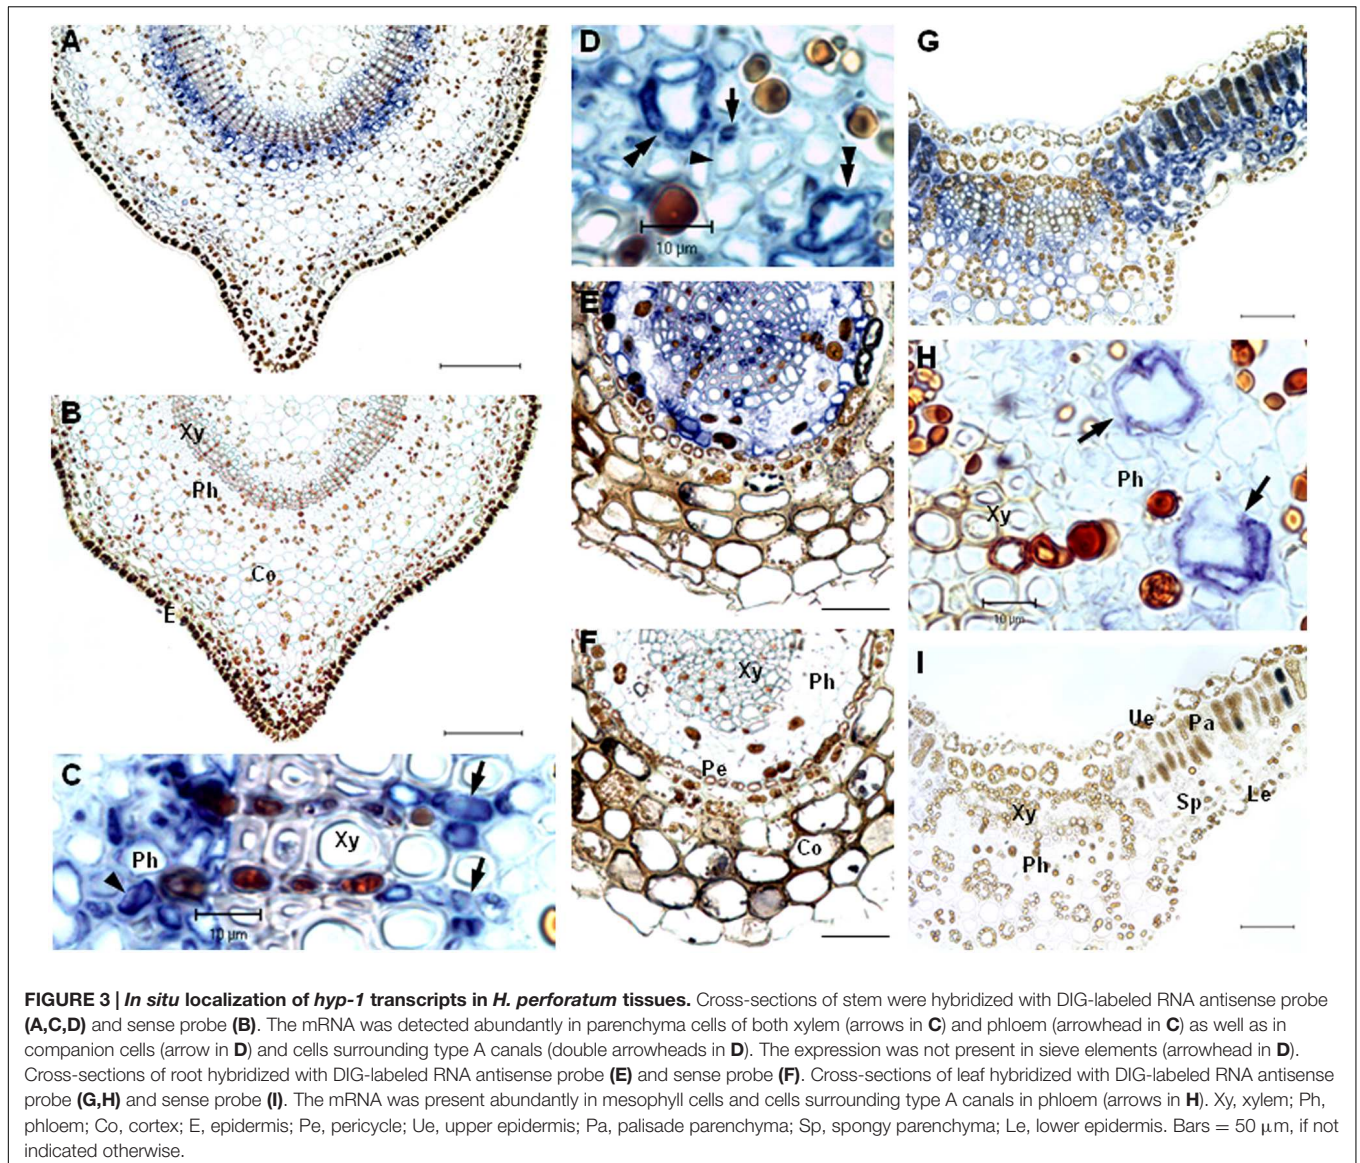 A
B
Xy
Ph
Co
E
C
Ph
Xy
10 µm
D
10 µm
E
F
Xy
Ph
Pe
Co
G
H
Ph
Xy
10 µm
I
Ue
Pa
Sp
Le
Xy
Ph
FIGURE 3 | In situ localization of hyp-1 transcripts in H. perforatum tissues. Cross-sections of stem were hybridized with DIG-labeled RNA antisense probe
(A,C,D) and sense probe (B). The mRNA was detected abundantly in parenchyma cells of both xylem (arrows in C) and phloem (arrowhead in C) as well as in
companion cells (arrow in D) and cells surrounding type A canals (double arrowheads in D). The expression was not present in sieve elements (arrowhead in D).
Cross-sections of root hybridized with DIG-labeled RNA antisense probe (E) and sense probe (F). Cross-sections of leaf hybridized with DIG-labeled RNA antisense
probe (G,H) and sense probe (I). The mRNA was present abundantly in mesophyll cells and cells surrounding type A canals in phloem (arrows in H). Xy, xylem; Ph,
phloem; Co, cortex; E, epidermis; Pe, pericycle; Ue, upper epidermis; Pa, palisade parenchyma; Sp, spongy parenchyma; Le, lower epidermis. Bars = 50 µm, if not
indicated otherwise.